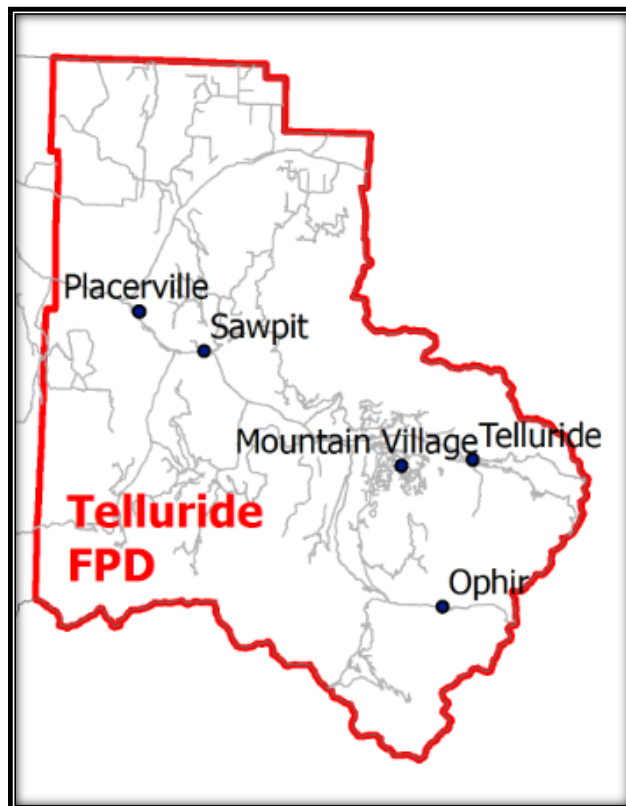 Placerville
Sawpit
Mountain Village
Telluride
Telluride
FPD
Ophir